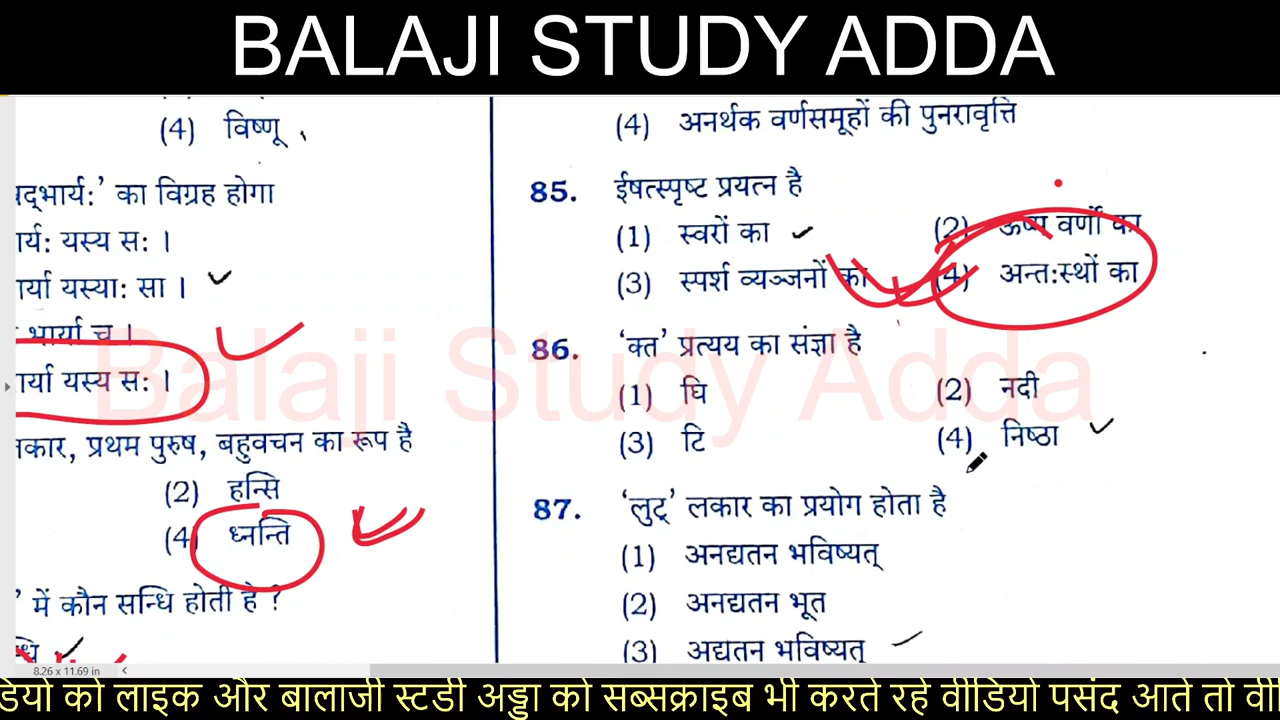 BALAJI STUDY ADDA
(4) विष्णू
पद्भार्यः' का विग्रह होगा
ार्यः यस्य सः ।
ार्या यस्याः सा ।
भार्या च ।
ार्या यस्य सः ।
लकार, प्रथम पुरुष, बहुवचन का रूप है
(2) हन्सि
(4) ध्नन्ति
' में कौन सन्धि होती है ?
(4) अनर्थक वर्णसमूहों की पुनरावृत्ति
85. ईषत्स्पृष्ट प्रयत्न है
(1) स्वरों का (2) ऊष्म वर्णों का
(3) स्पर्श व्यञ्जनों का (4) अन्तःस्थों का
86. 'क्त' प्रत्यय का संज्ञा है
(1) घि (2) नदी
(3) टि (4) निष्ठा
87. 'लुट्' लकार का प्रयोग होता है
(1) अनद्यतन भविष्यत्
(2) अनद्यतन भूत
(3) अद्यतन भविष्यत्
Balaji Study Adda
8.26 x 11.69 in
डियो को लाइक और बालाजी स्टडी अड्डा को सब्सक्राइब भी करते रहे वीडियो पसंद आते तो वी